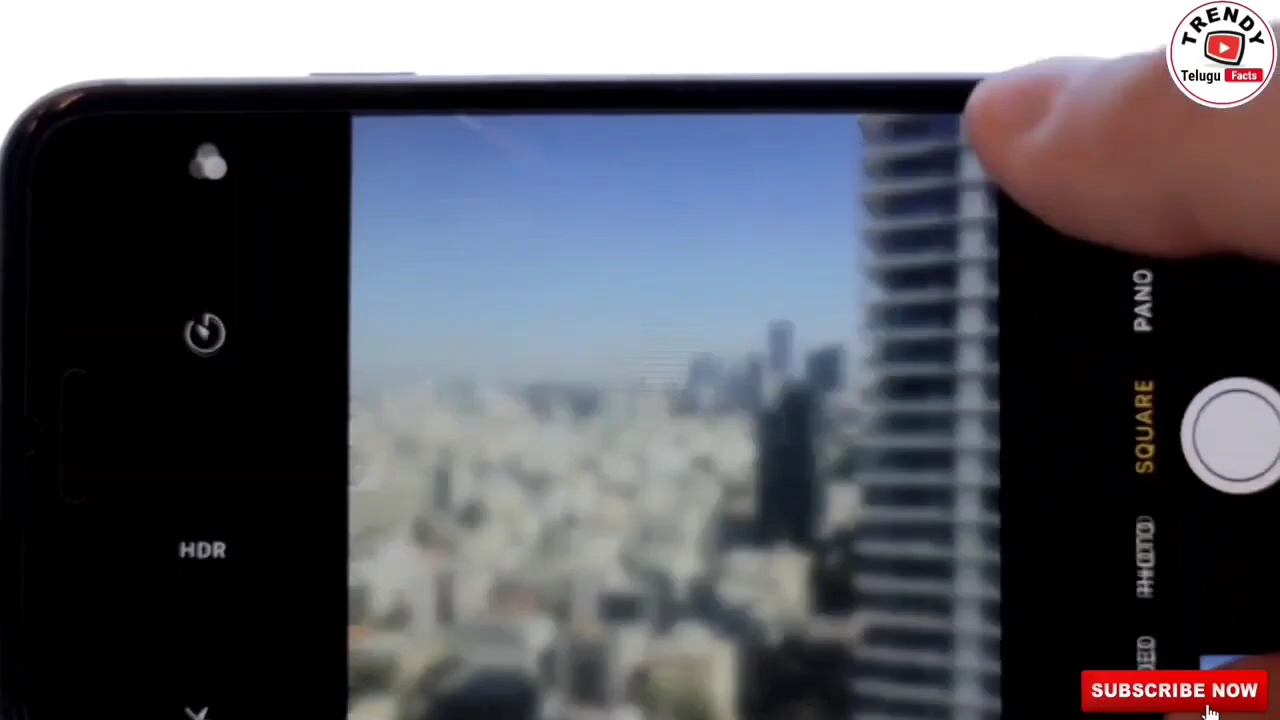 TRENDY
Telugu Facts
PANO
SQUARE
PHOTO
HDR
SUBSCRIBE NOW